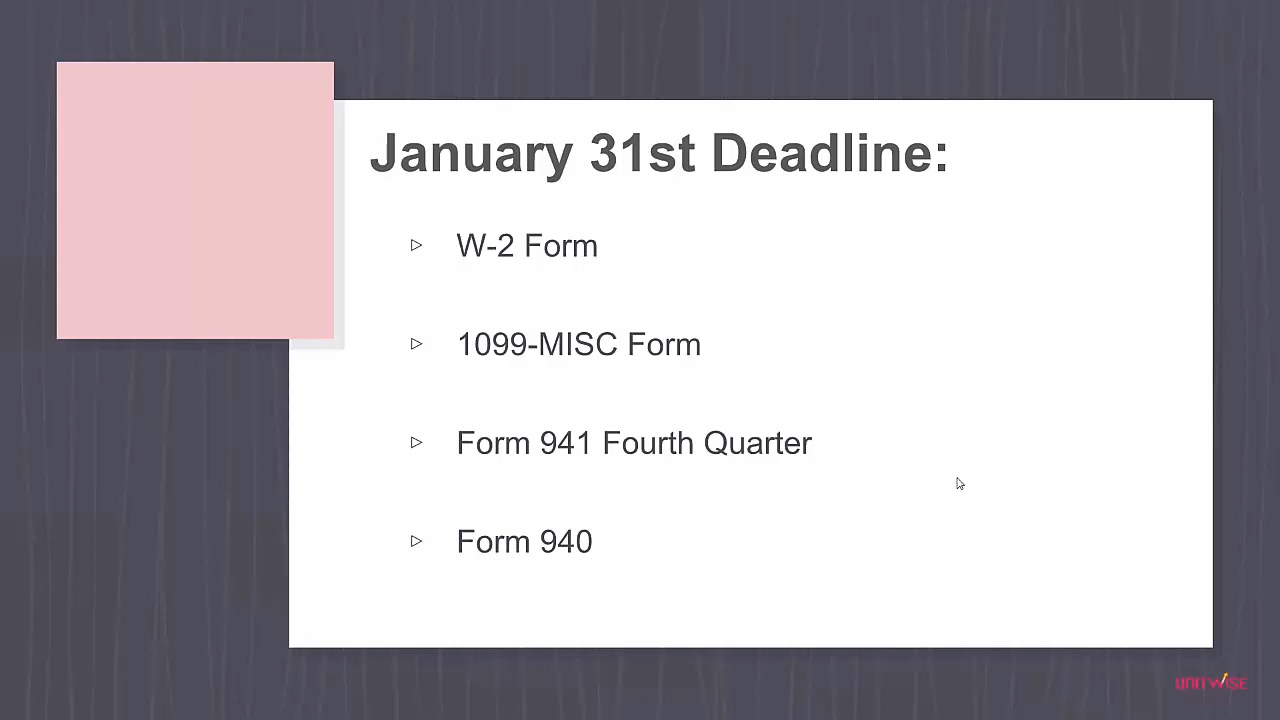 January 31st Deadline:
W-2 Form
1099-MISC Form
Form 941 Fourth Quarter
Form 940
UNITWISE